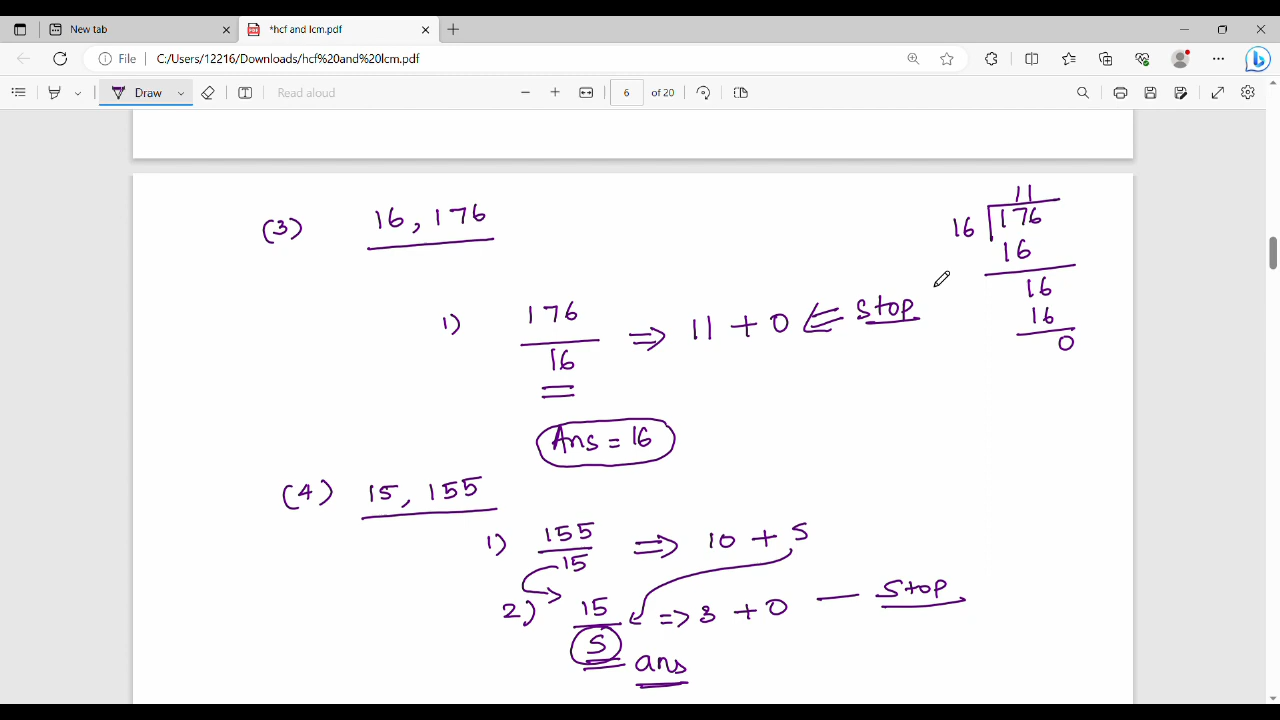 New tab
*hcf and lcm.pdf
File
C:/Users/12216/Downloads/hcf%20and%20lcm.pdf
Draw
Read aloud
6 of 20
(3) 16, 176
11
16 176
16
16
16
0
1) 176
16
⇒ 11 + 0 ⇐ stop
Ans = 16
(4) 15, 155
1) 155
15
⇒ 10 + 5
2) 15
5
⇒ 3 + 0 — stop
ans